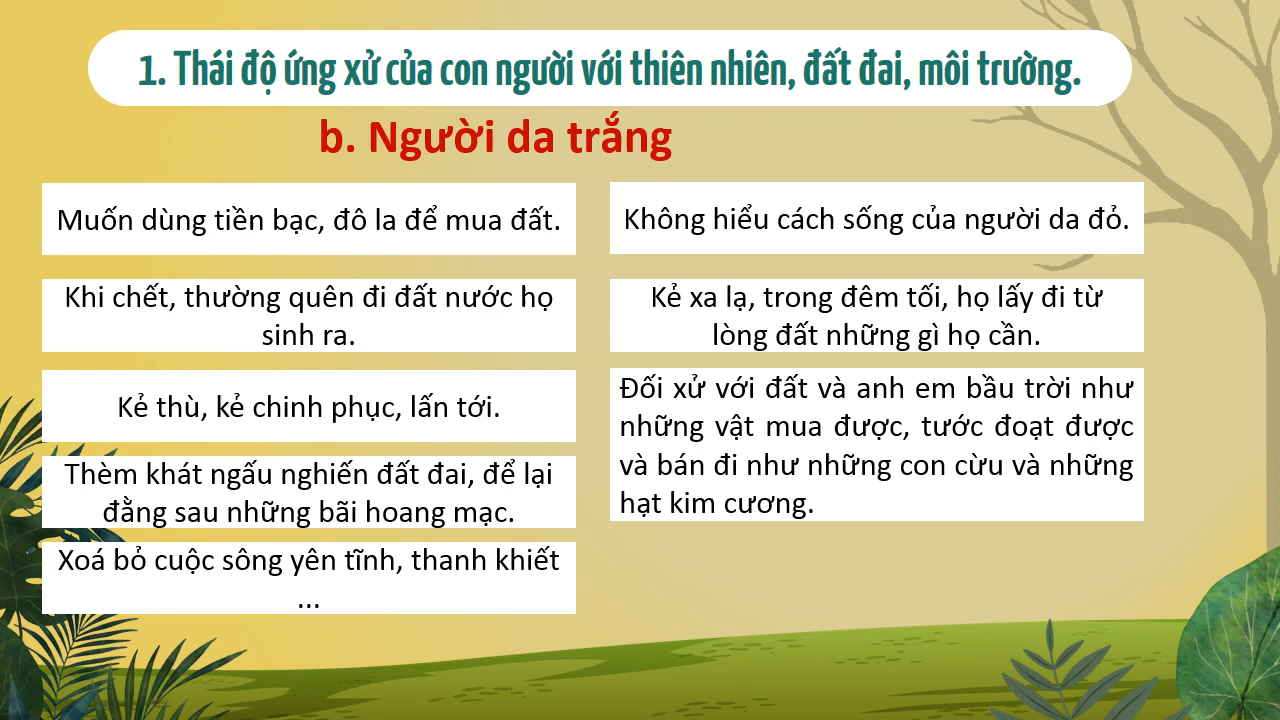 1. Thái độ ứng xử của con người với thiên nhiên, đất đai, môi trường.
b. Người da trắng
Muốn dùng tiền bạc, đô la để mua đất.
Khi chết, thường quên đi đất nước họ
sinh ra.
Kẻ thù, kẻ chinh phục, lấn tới.
Thèm khát ngấu nghiến đất đai, để lại
đằng sau những bãi hoang mạc.
Xoá bỏ cuộc sông yên tĩnh, thanh khiết
...
Không hiểu cách sống của người da đỏ.
Kẻ xa lạ, trong đêm tối, họ lấy đi từ
lòng đất những gì họ cần.
Đối xử với đất và anh em bầu trời như
những vật mua được, tước đoạt được
và bán đi như những con cừu và những
hạt kim cương.